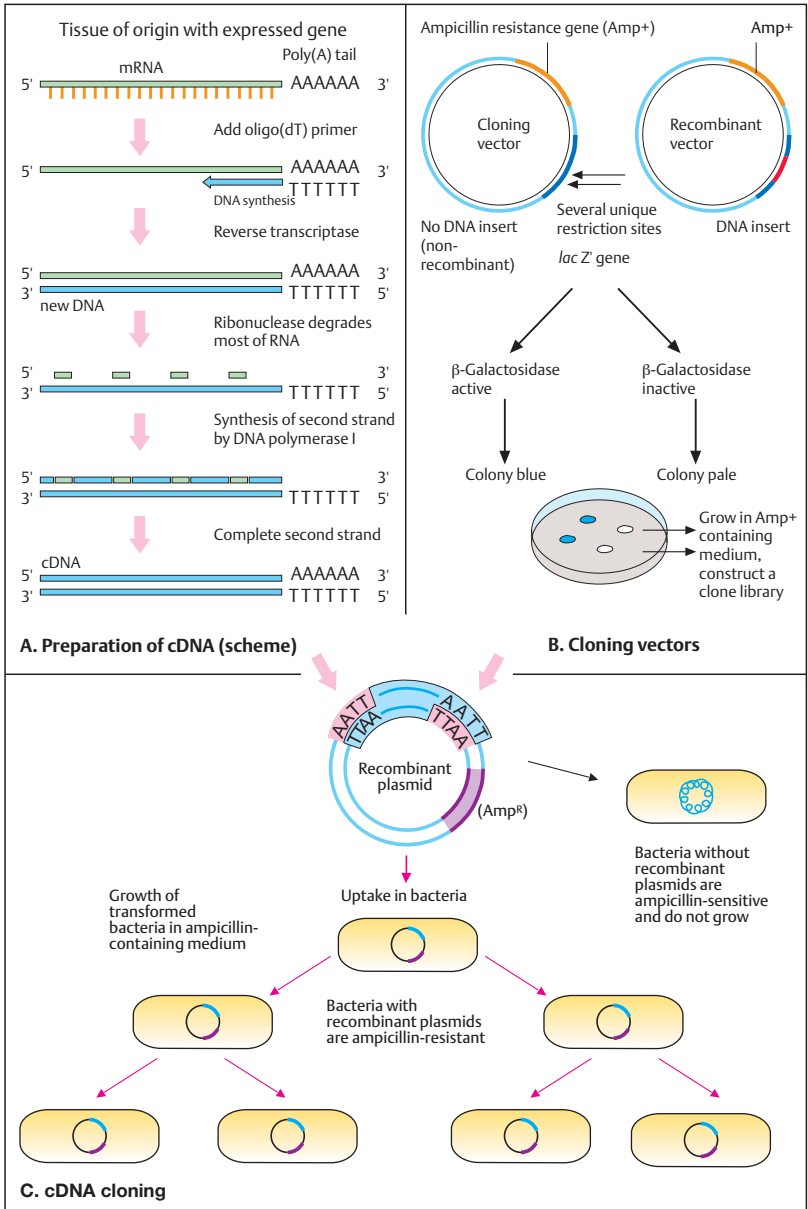 Tissue of origin with expressed gene
Poly(A) tail
mRNA
5' AAAAAA 3'
Add oligo(dT) primer
5' AAAAAA 3'
TTTTTT
DNA synthesis
Reverse transcriptase
5' AAAAAA 3'
3' TTTTTT 5'
new DNA
Ribonuclease degrades
most of RNA
5' 3'
3' TTTTTT 5'
Synthesis of second strand
by DNA polymerase I
5' 3'
3' TTTTTT 5'
Complete second strand
cDNA
5' AAAAAA 3'
3' TTTTTT 5'
A. Preparation of cDNA (scheme)
Ampicillin resistance gene (Amp+)
Amp+
Cloning
vector
Recombinant
vector
No DNA insert
(non-
recombinant)
Several unique
restriction sites
lac Z' gene
DNA insert
β-Galactosidase
active
β-Galactosidase
inactive
Colony blue
Colony pale
Grow in Amp+
containing
medium,
construct a
clone library
B. Cloning vectors
AATT
TTAA
AATT
TTAA
Recombinant
plasmid
(Ampᴿ)
Bacteria without
recombinant
plasmids are
ampicillin-sensitive
and do not grow
Uptake in bacteria
Growth of
transformed
bacteria in ampicillin-
containing medium
Bacteria with
recombinant plasmids
are ampicillin-resistant
C. cDNA cloning